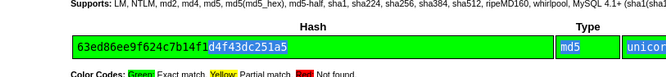 Supports: LM, NTLM, md2, md4, md5, md5(md5_hex), md5-half, sha1, sha224, sha256, sha384, sha512, ripeMD160, whirlpool, MySQL 4.1+ (sha1(sha1
Hash Type
63ed86ee9f624c7b14f1d4f43dc251a5 md5 unicor
Color Codes: Green: Exact match, Yellow: Partial match, Red: Not found.